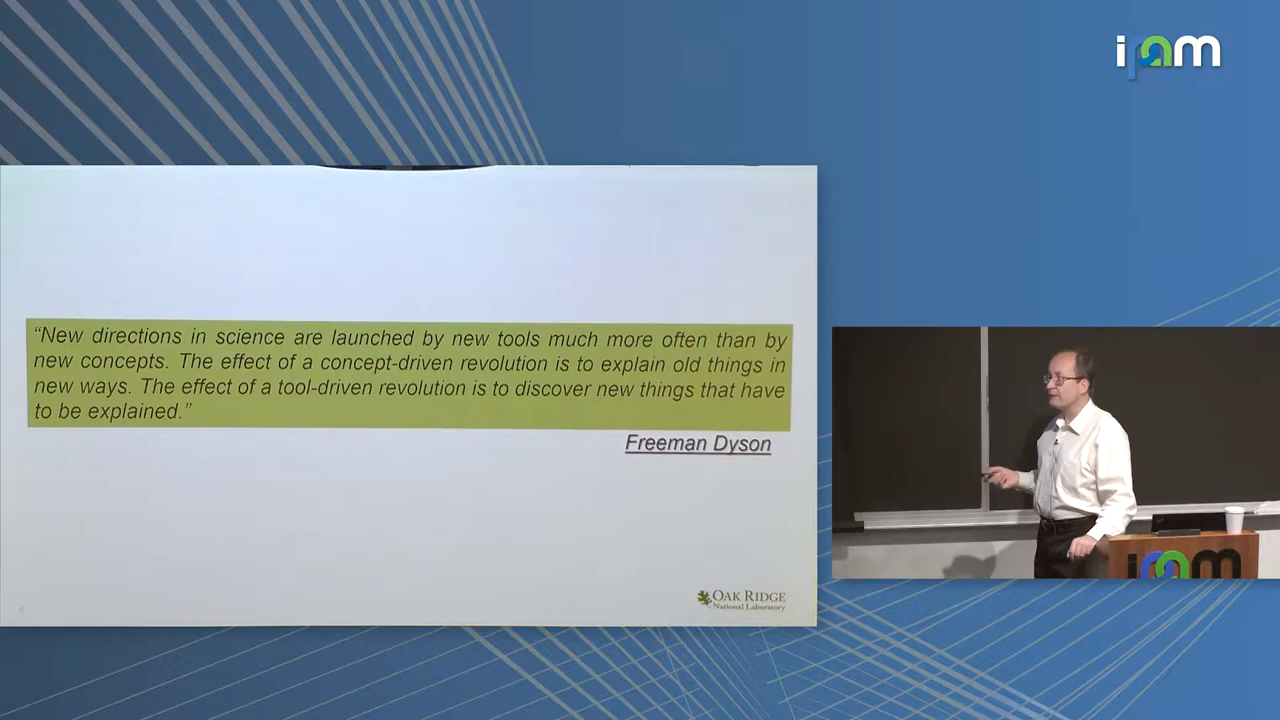 ipam
“New directions in science are launched by new tools much more often than by
new concepts. The effect of a concept-driven revolution is to explain old things in
new ways. The effect of a tool-driven revolution is to discover new things that have
to be explained.”
Freeman Dyson
OAK RIDGE
National Laboratory
ipam